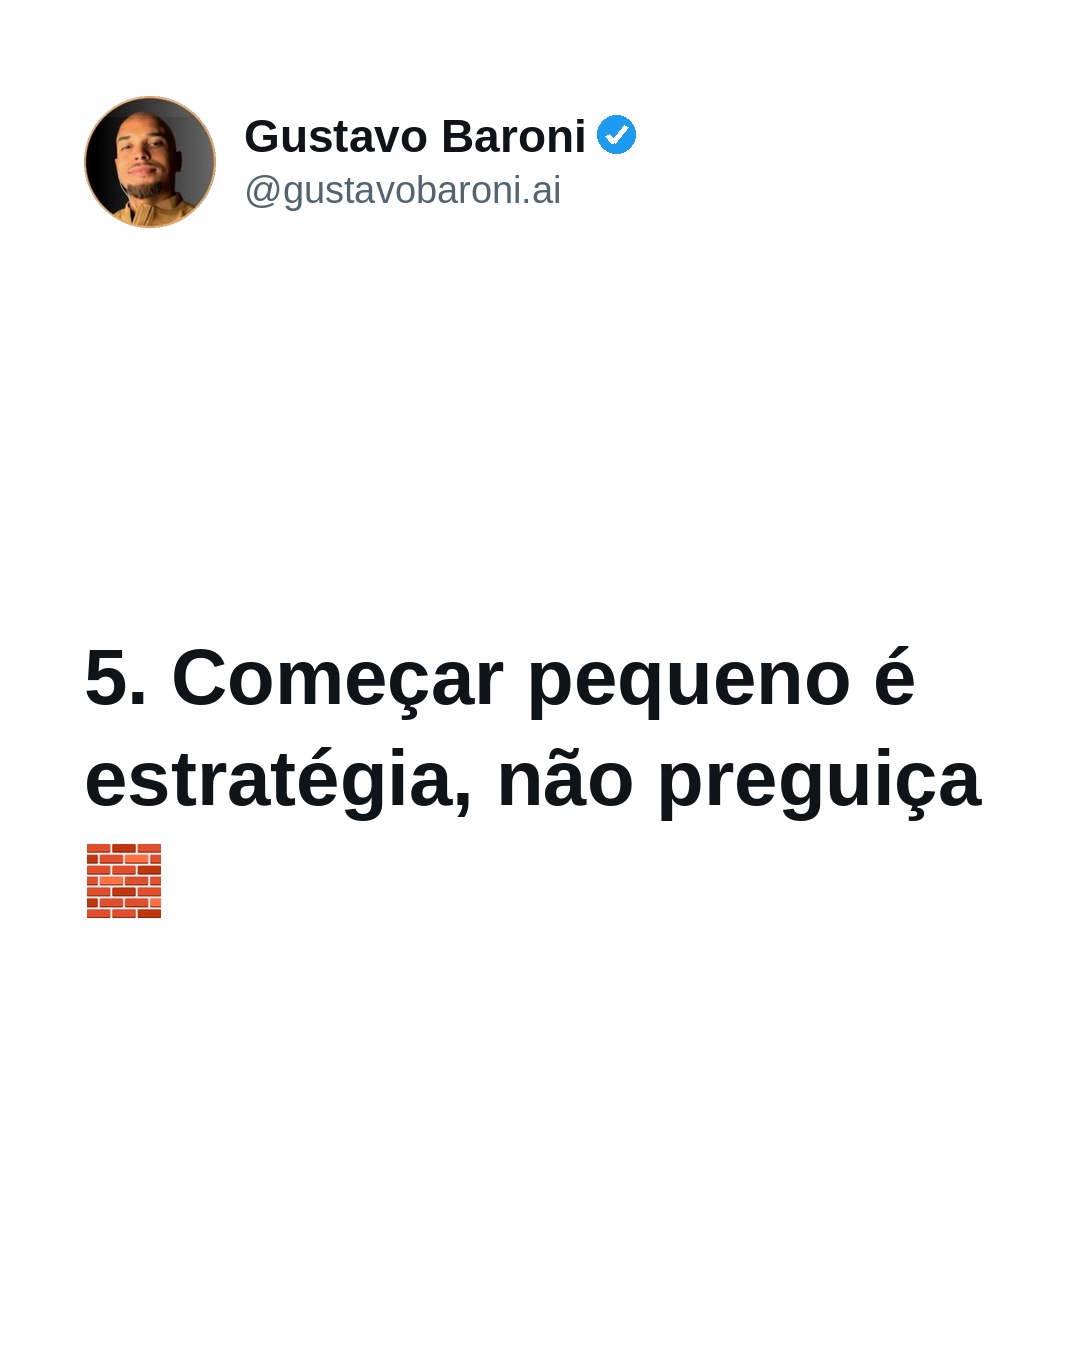 Gustavo Baroni
@gustavobaroni.ai
5. Começar pequeno é
estratégia, não preguiça
🧱